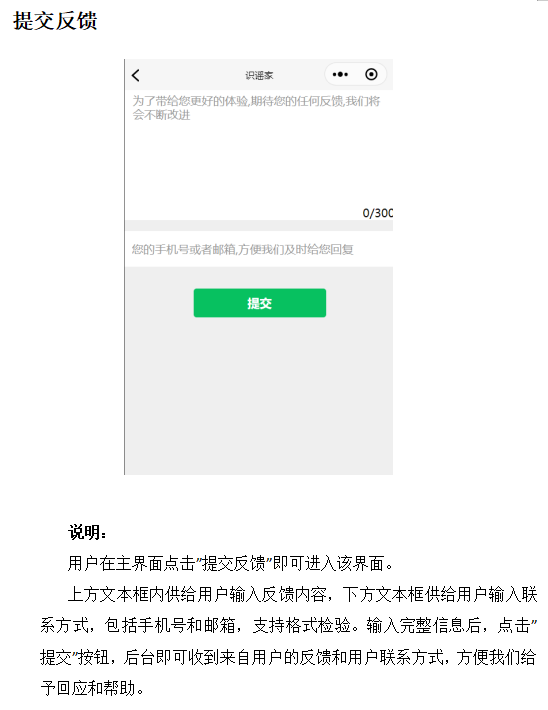 提交反馈
识谣家
为了带给您更好的体验,期待您的任何反馈,我们将
会不断改进
0/300
您的手机号或者邮箱,方便我们及时给您回复
提交
说明：
用户在主界面点击”提交反馈”即可进入该界面。
上方文本框内供给用户输入反馈内容，下方文本框供给用户输入联
系方式，包括手机号和邮箱，支持格式检验。输入完整信息后，点击”
提交”按钮，后台即可收到来自用户的反馈和用户联系方式，方便我们给
予回应和帮助。